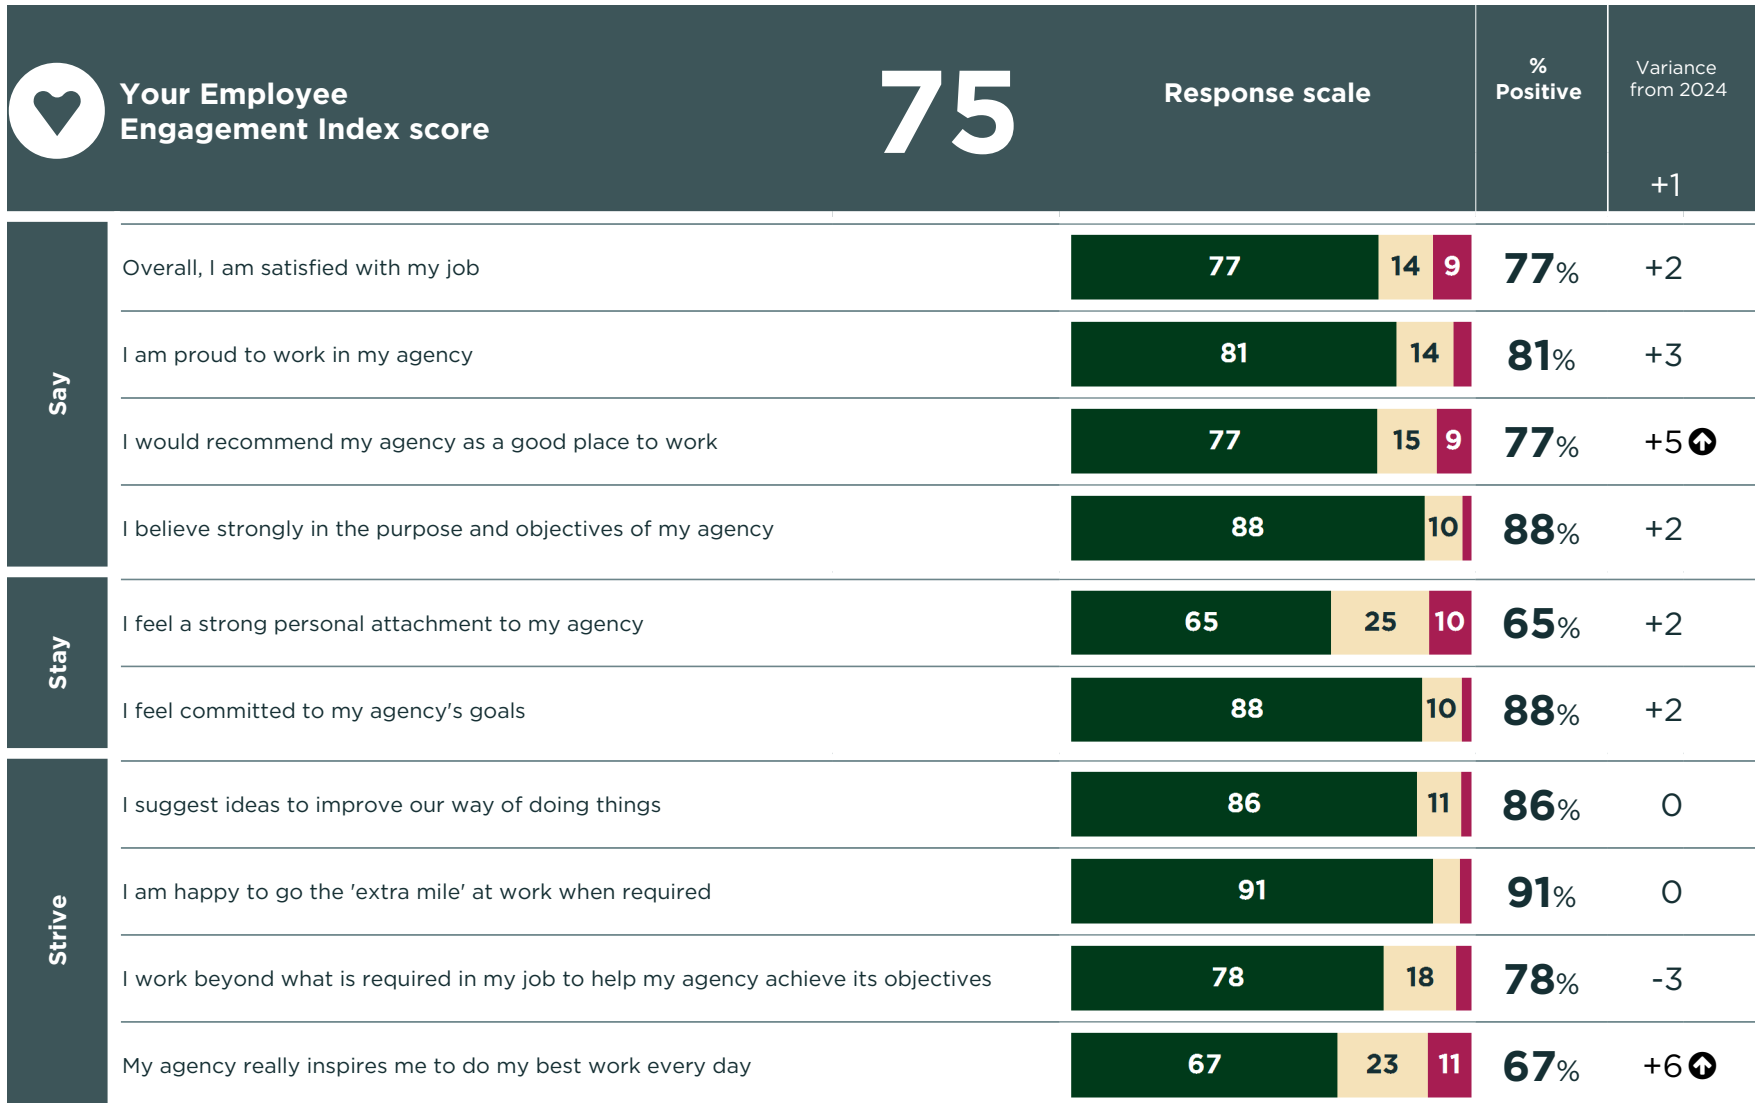 Your Employee
Engagement Index score
75
Response scale
%
Positive
Variance
from 2024
+1
Say
Overall, I am satisfied with my job 77 14 9 77% +2
I am proud to work in my agency 81 14 81% +3
I would recommend my agency as a good place to work 77 15 9 77% +5
I believe strongly in the purpose and objectives of my agency 88 10 88% +2
Stay
I feel a strong personal attachment to my agency 65 25 10 65% +2
I feel committed to my agency's goals 88 10 88% +2
Strive
I suggest ideas to improve our way of doing things 86 11 86% 0
I am happy to go the 'extra mile' at work when required 91 91% 0
I work beyond what is required in my job to help my agency achieve its objectives 78 18 78% -3
My agency really inspires me to do my best work every day 67 23 11 67% +6